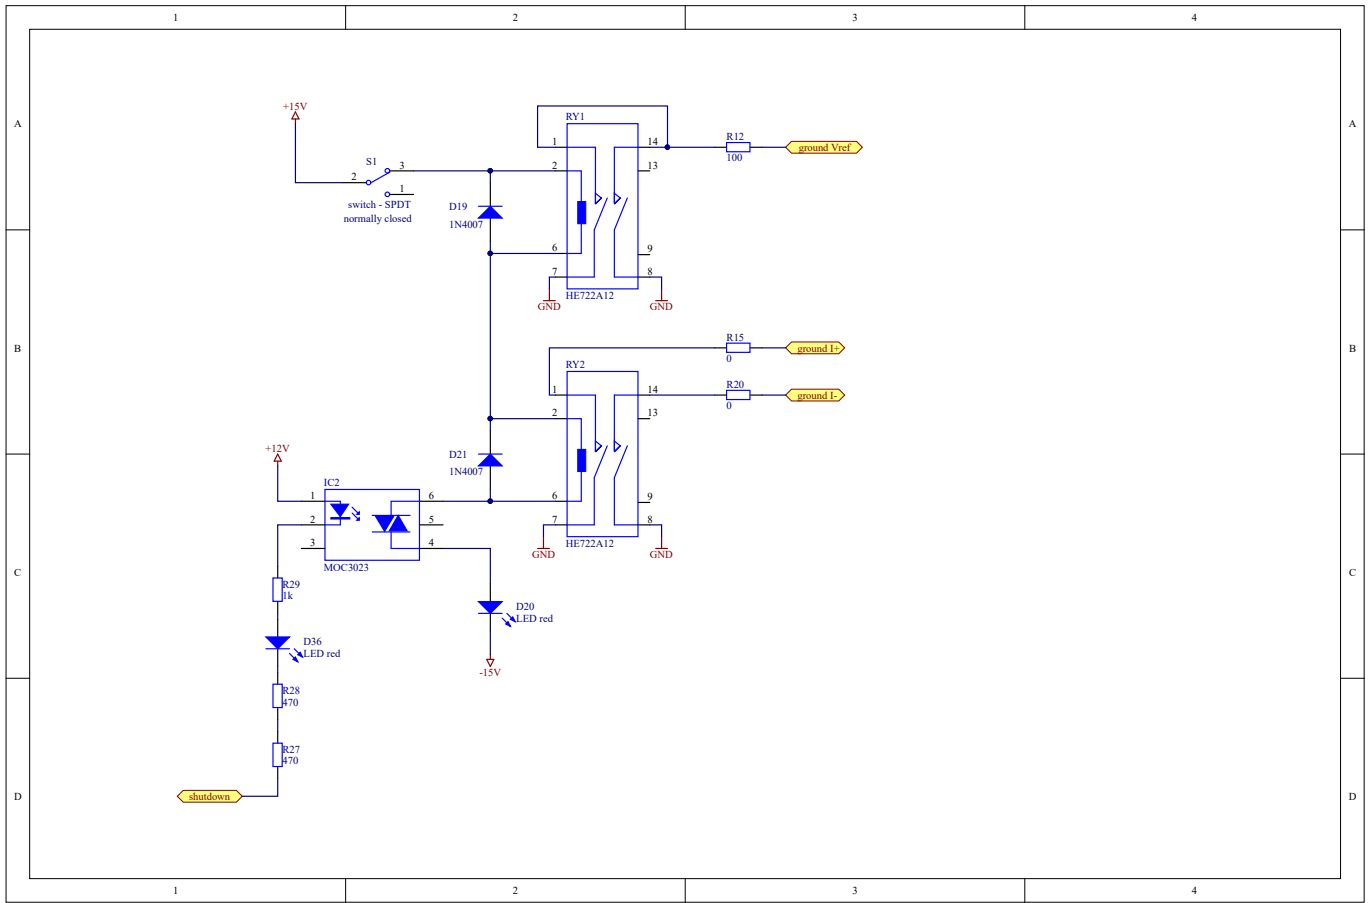 1
2
3
4
A
A
+15V
RY1
1
14
R12
ground Vref
100
S1
3
2
13
2
1
switch - SPDT
normally closed
D19
1N4007
6
9
7
8
HE722A12
GND
GND
B
B
R15
ground I+
0
RY2
1
14
R20
ground I-
0
2
13
+12V
D21
1N4007
IC2
1
6
6
9
2
5
7
8
3
4
HE722A12
GND
GND
MOC3023
C
C
R29
1k
D20
LED red
D36
LED red
-15V
R28
470
R27
470
shutdown
D
D
1
2
3
4